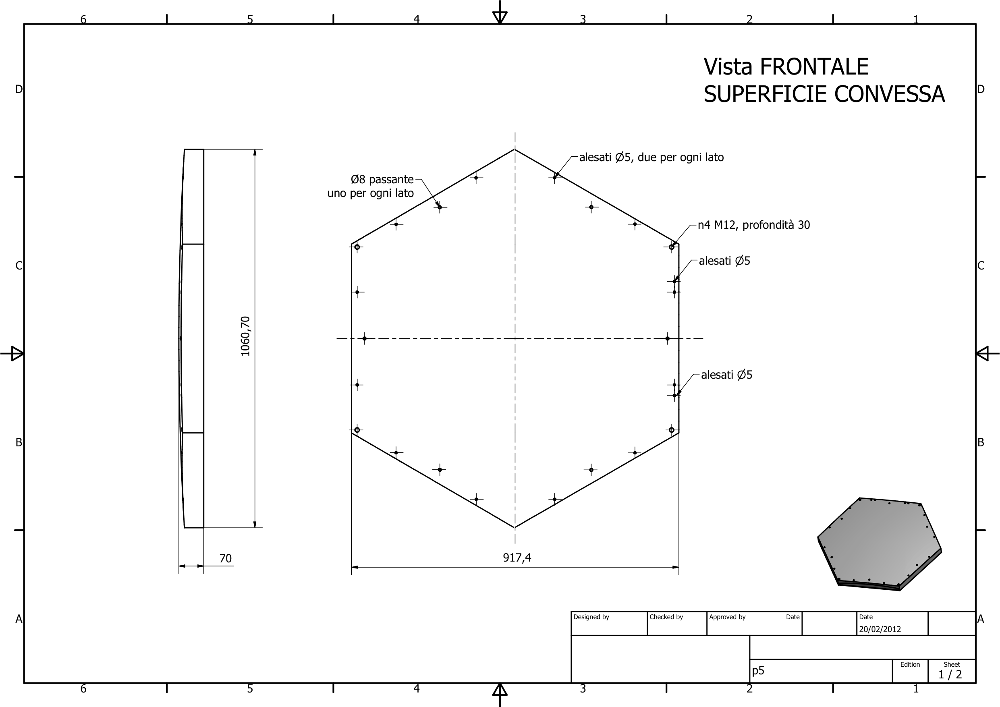 6 5 4 3 2 1
Vista FRONTALE
SUPERFICIE CONVESSA
D D
alesati Ø5, due per ogni lato
Ø8 passante
uno per ogni lato
n4 M12, profondità 30
alesati Ø5
C C
1060,70
alesati Ø5
B B
70
917,4
A A
Designed by Checked by Approved by Date Date
20/02/2012
p5
Edition Sheet
1 / 2
6 5 4 3 2 1